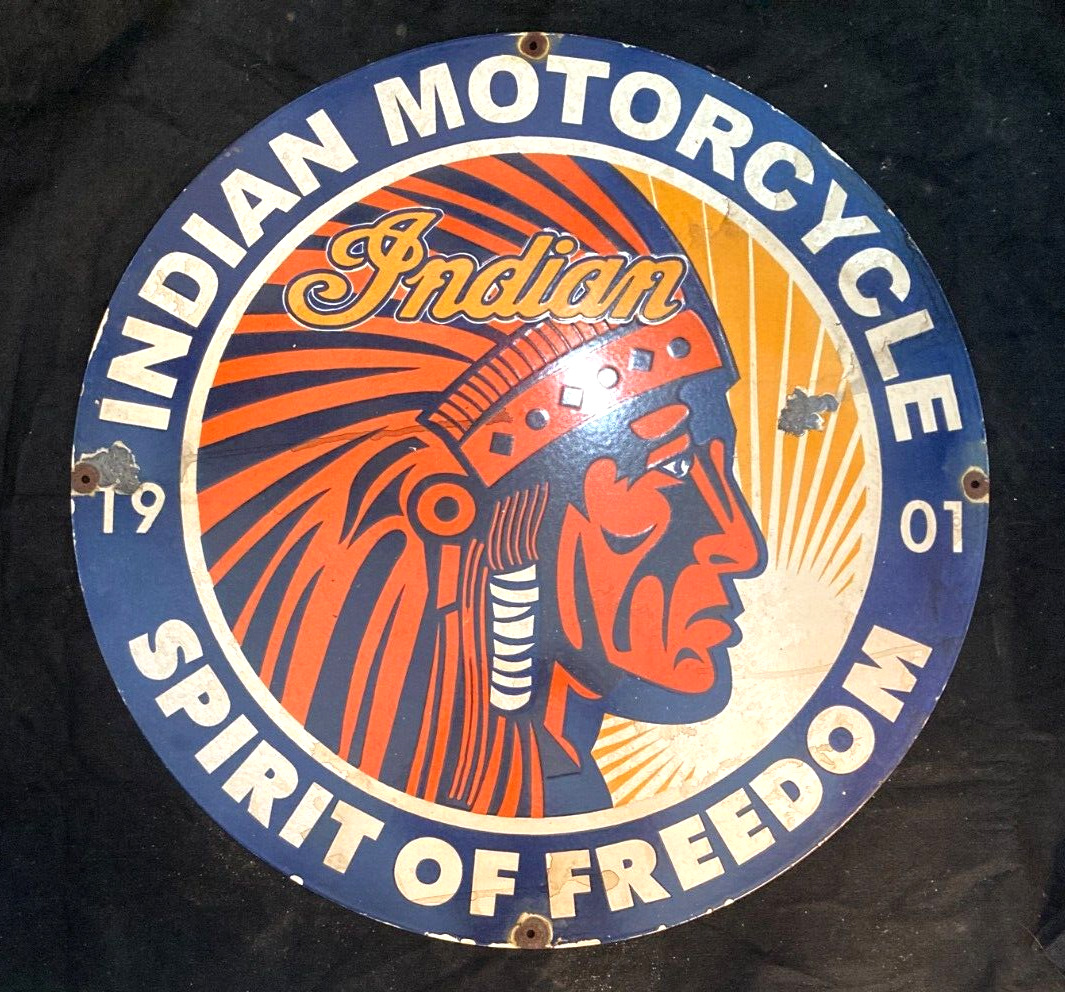 INDIAN MOTORCYCLE
Indian
19 01
SPIRIT OF FREEDOM